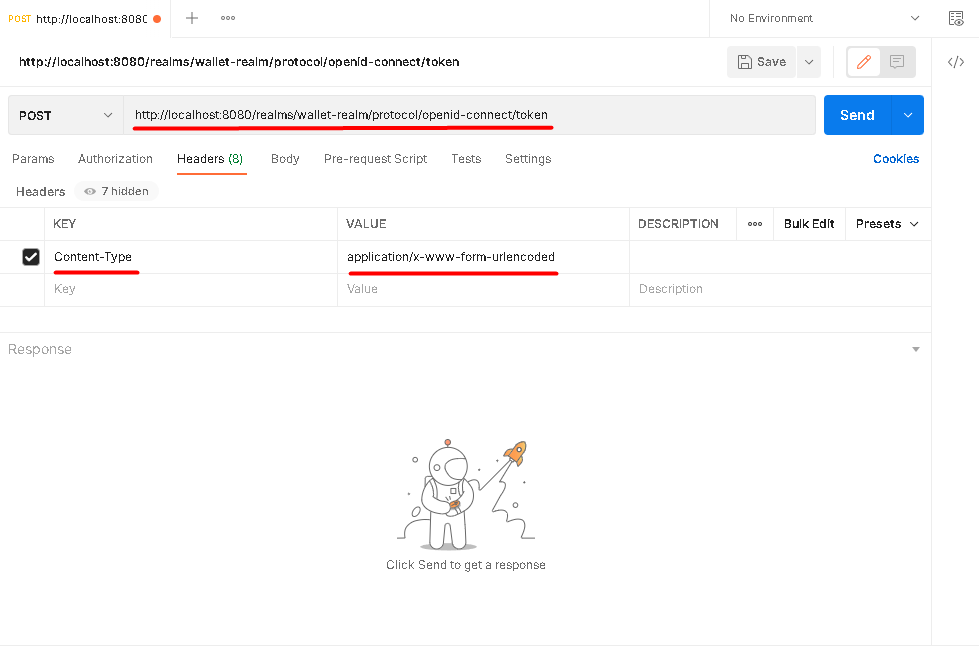 POST http://localhost:8080
No Environment
http://localhost:8080/realms/wallet-realm/protocol/openid-connect/token
Save
POST
http://localhost:8080/realms/wallet-realm/protocol/openid-connect/token
Send
Params Authorization Headers (8) Body Pre-request Script Tests Settings Cookies
Headers 7 hidden
KEY VALUE DESCRIPTION Bulk Edit Presets
Content-Type application/x-www-form-urlencoded
Key Value Description
Response
Click Send to get a response